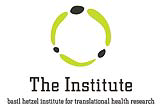 The Institute
basil hetzel institute for translational health research